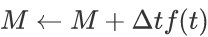 M ← M + Δtf(t)